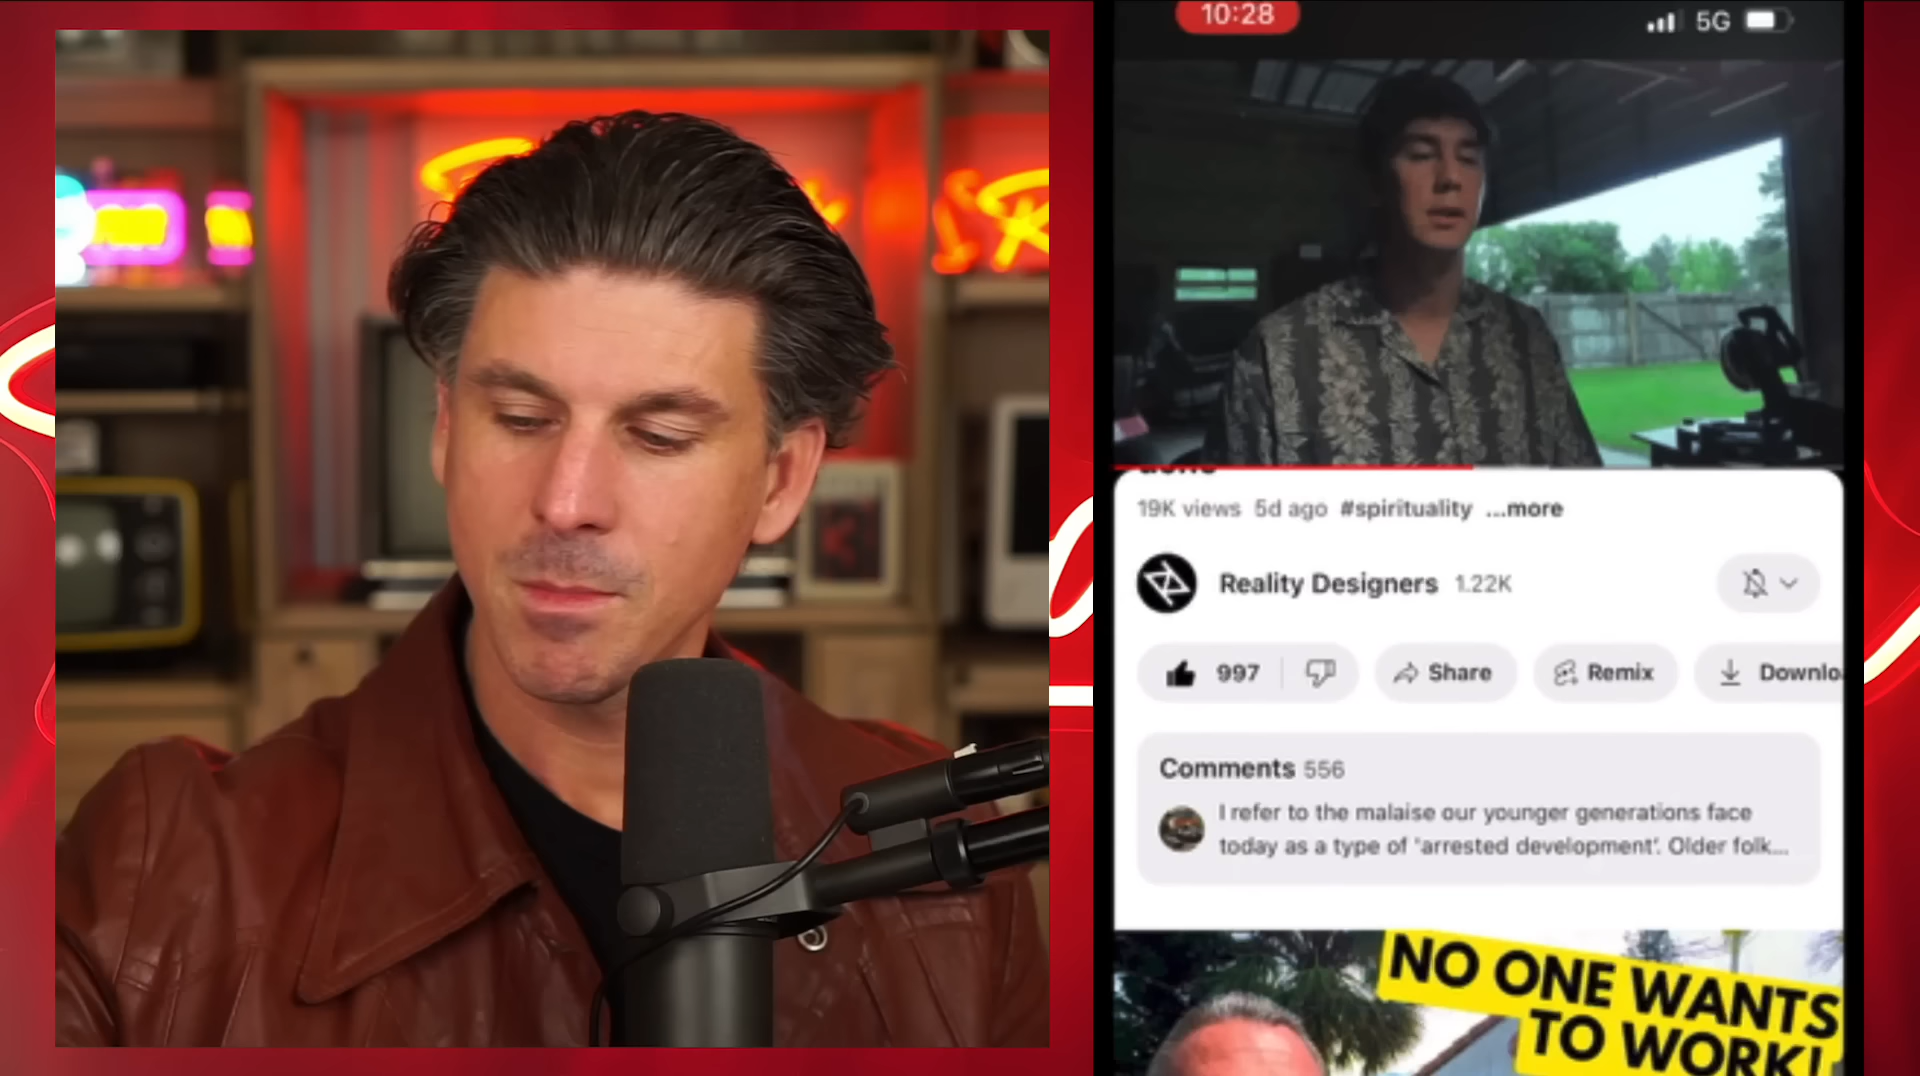 10:28
5G
19K views 5d ago #spirituality ...more
Reality Designers 1.22K
997
Share
Remix
Downlo
Comments 556
I refer to the malaise our younger generations face
today as a type of 'arrested development'. Older folk...
NO ONE WANTS
TO WORK!